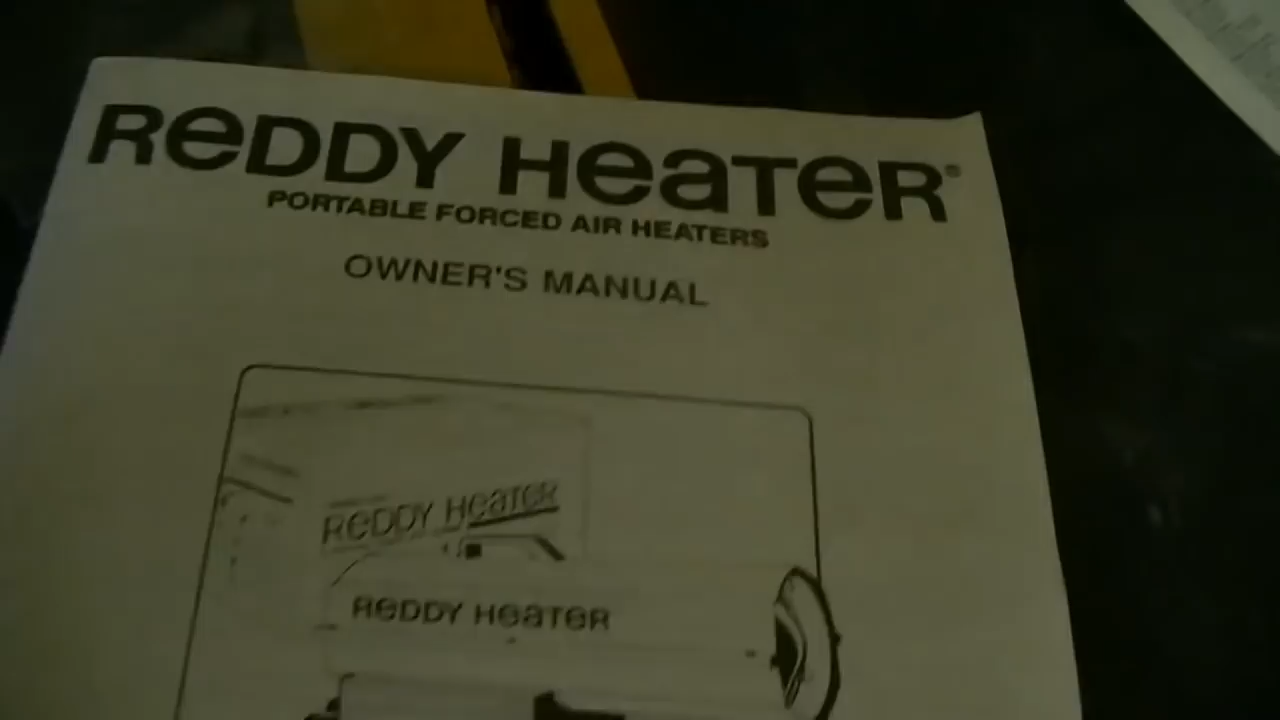 ReDDY HeaTeR®
PORTABLE FORCED AIR HEATERS
OWNER'S MANUAL
ReDDY HeaTeR
ReDDY HeaTeR